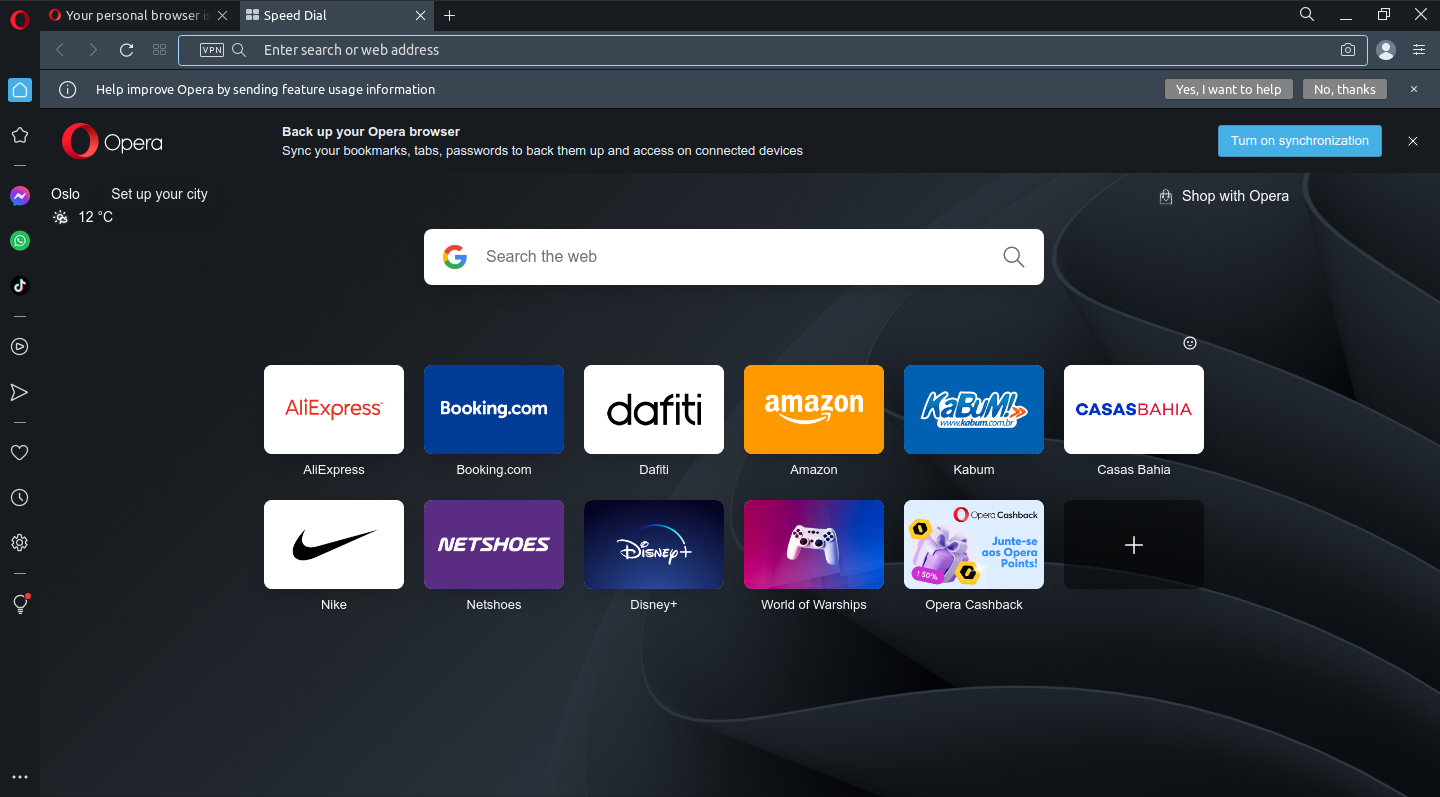 Your personal browser is
Speed Dial
VPN
Enter search or web address
Help improve Opera by sending feature usage information
Yes, I want to help
No, thanks
Opera
Back up your Opera browser
Sync your bookmarks, tabs, passwords to back them up and access on connected devices
Turn on synchronization
Oslo
Set up your city
12 °C
Shop with Opera
Search the web
AliExpress
Booking.com
dafiti
amazon
KaBuM!
www.kabum.com.br
CASASBAHIA
AliExpress
Booking.com
Dafiti
Amazon
Kabum
Casas Bahia
NETSHOES
Disney+
Opera Cashback
Junte-se
aos Opera
Points!
↑ 50%
Nike
Netshoes
Disney+
World of Warships
Opera Cashback